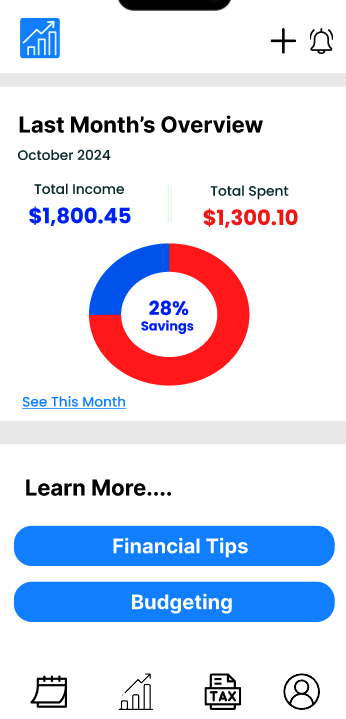 Last Month's Overview
October 2024
Total Income
Total Spent
$1,800.45
$1,300.10
28%
Savings
See This Month
Learn More....
Financial Tips
Budgeting
TAX